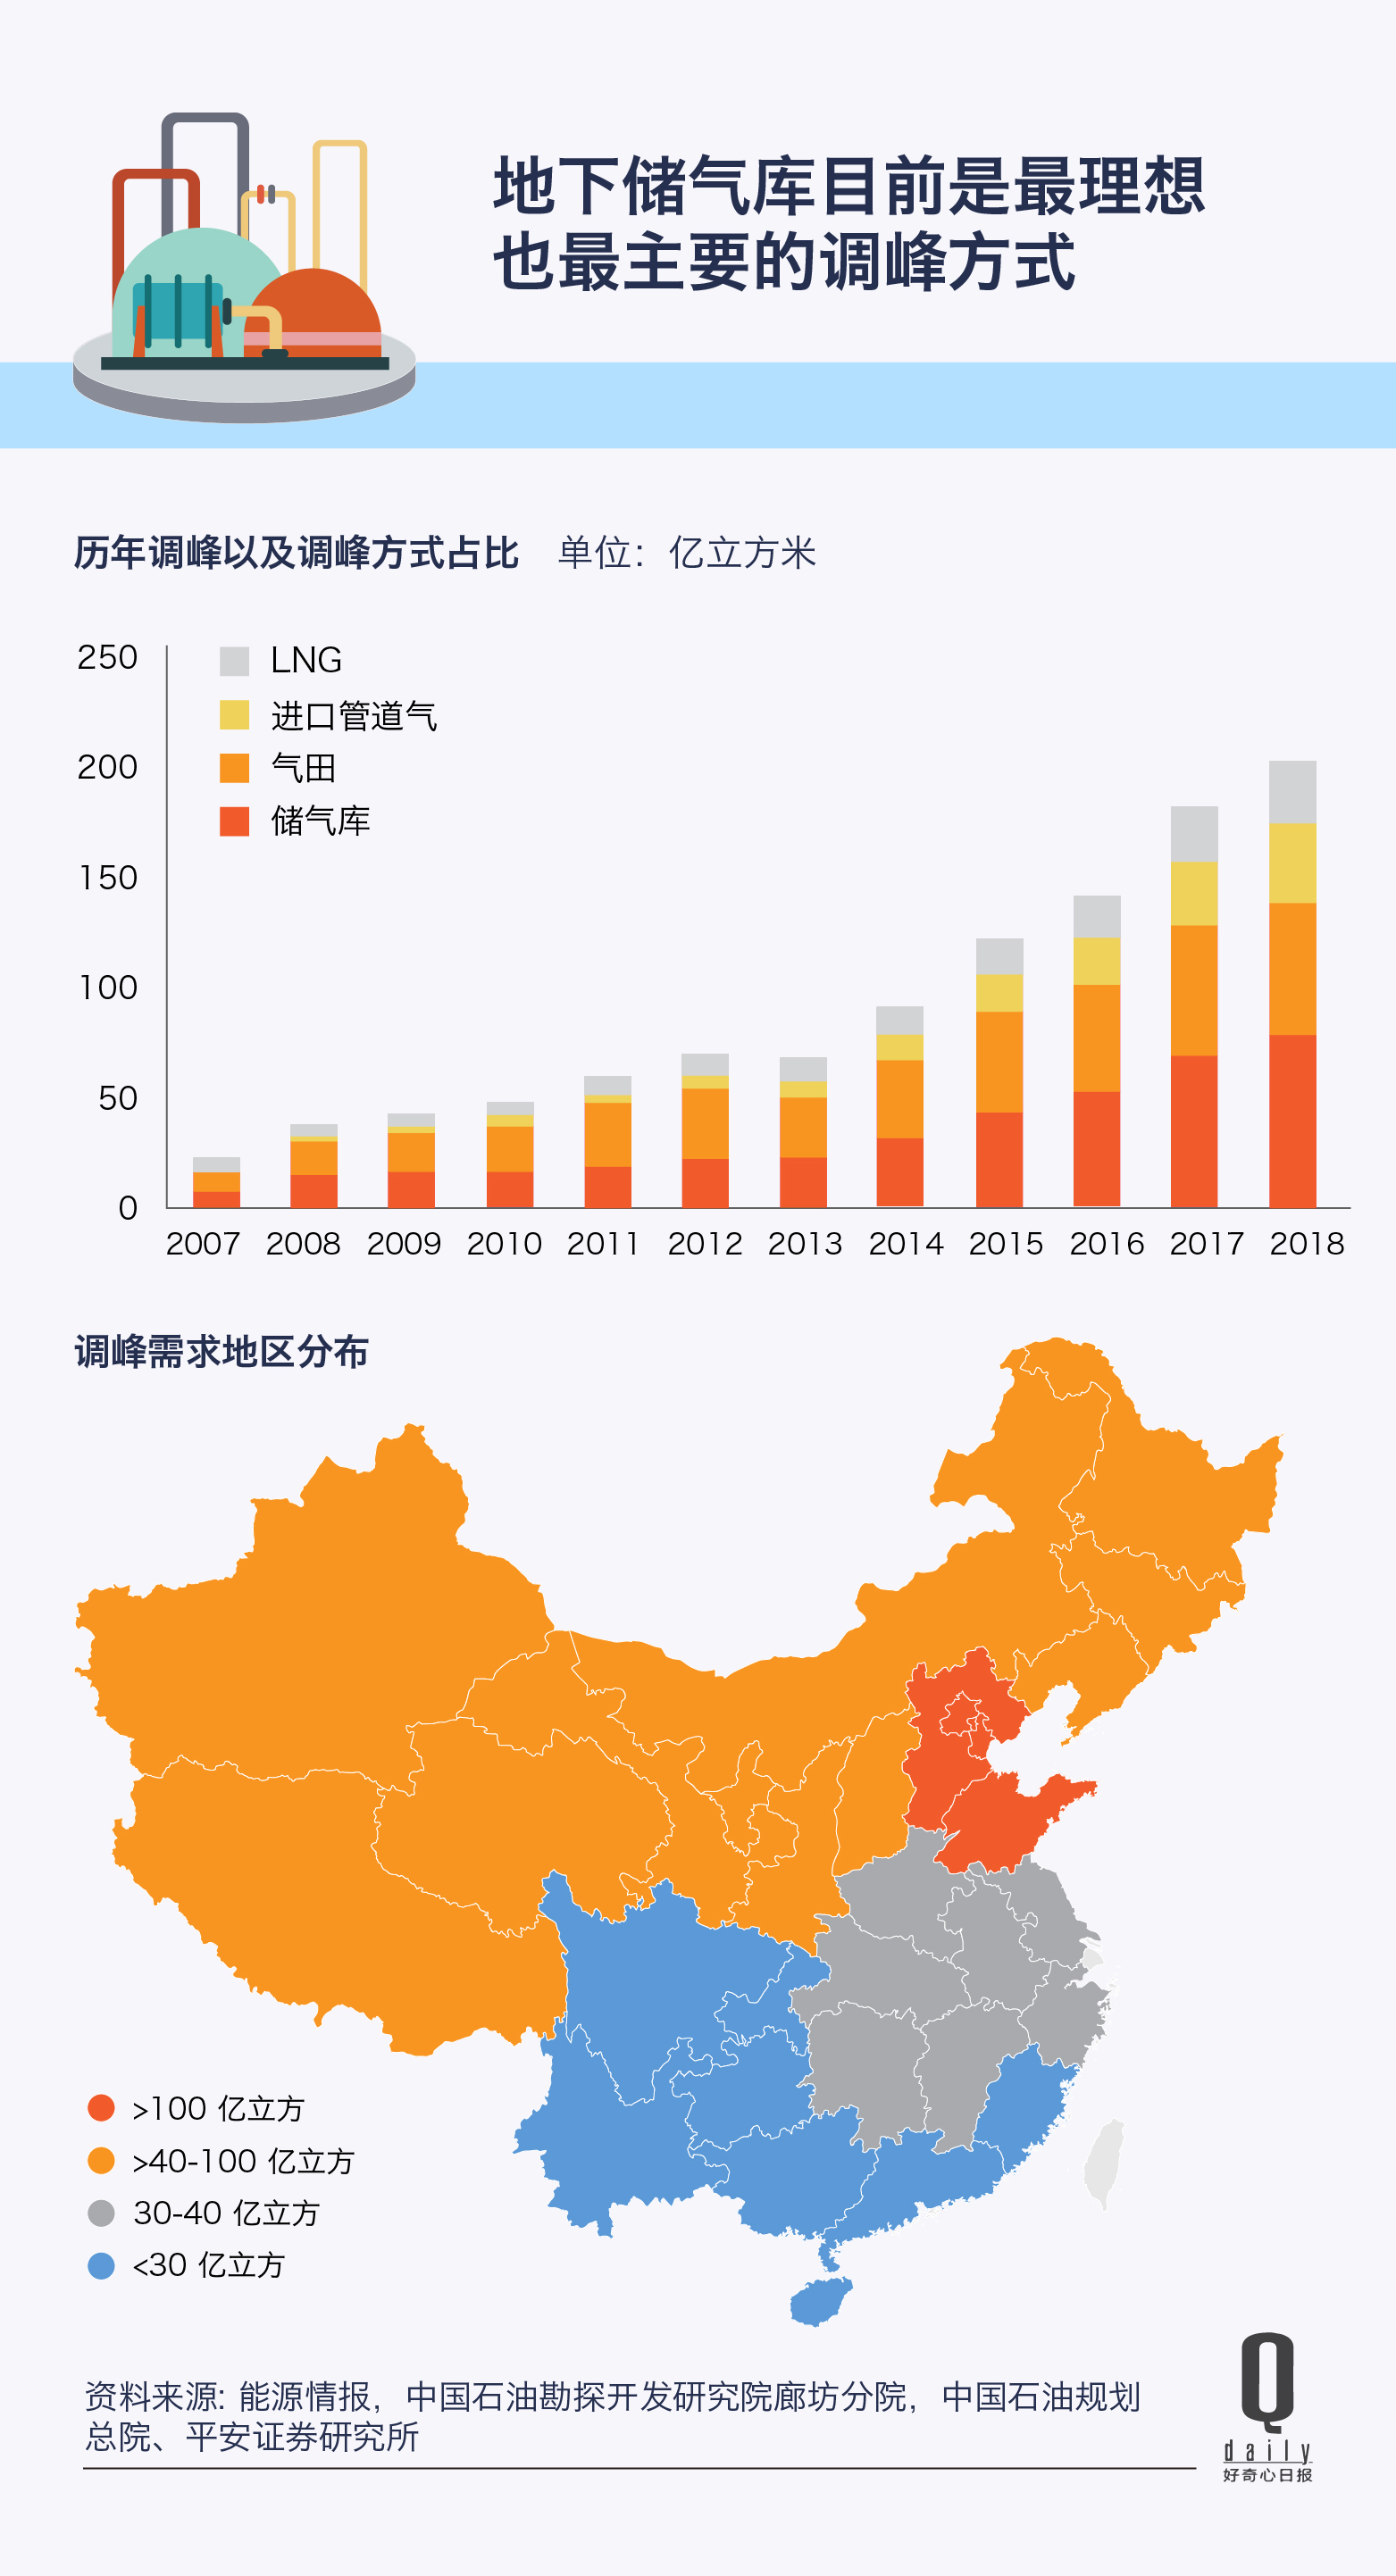 地下储气库目前是最理想
也最主要的调峰方式
历年调峰以及调峰方式占比 单位：亿立方米
250
200
150
100
50
0
LNG
进口管道气
气田
储气库
2007 2008 2009 2010 2011 2012 2013 2014 2015 2016 2017 2018
调峰需求地区分布
>100 亿立方
>40-100 亿立方
30-40 亿立方
<30 亿立方
资料来源: 能源情报，中国石油勘探开发研究院廊坊分院，中国石油规划
总院、平安证券研究所
Q
daily
好奇心日报